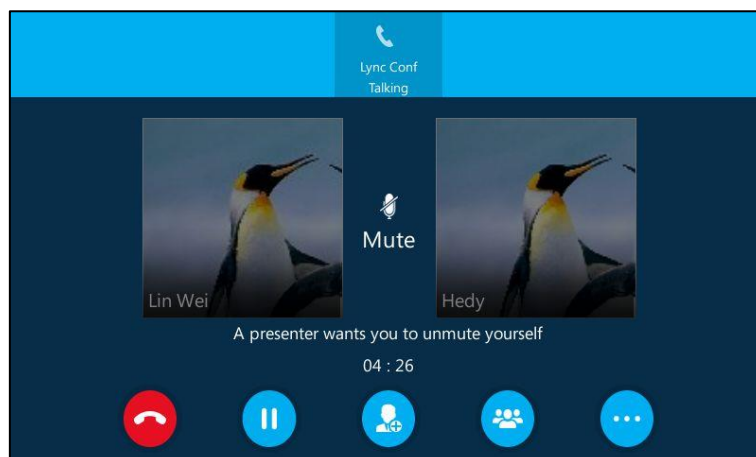 Lync Conf
Talking
Mute
Lin Wei
Hedy
A presenter wants you to unmute yourself
04 : 26